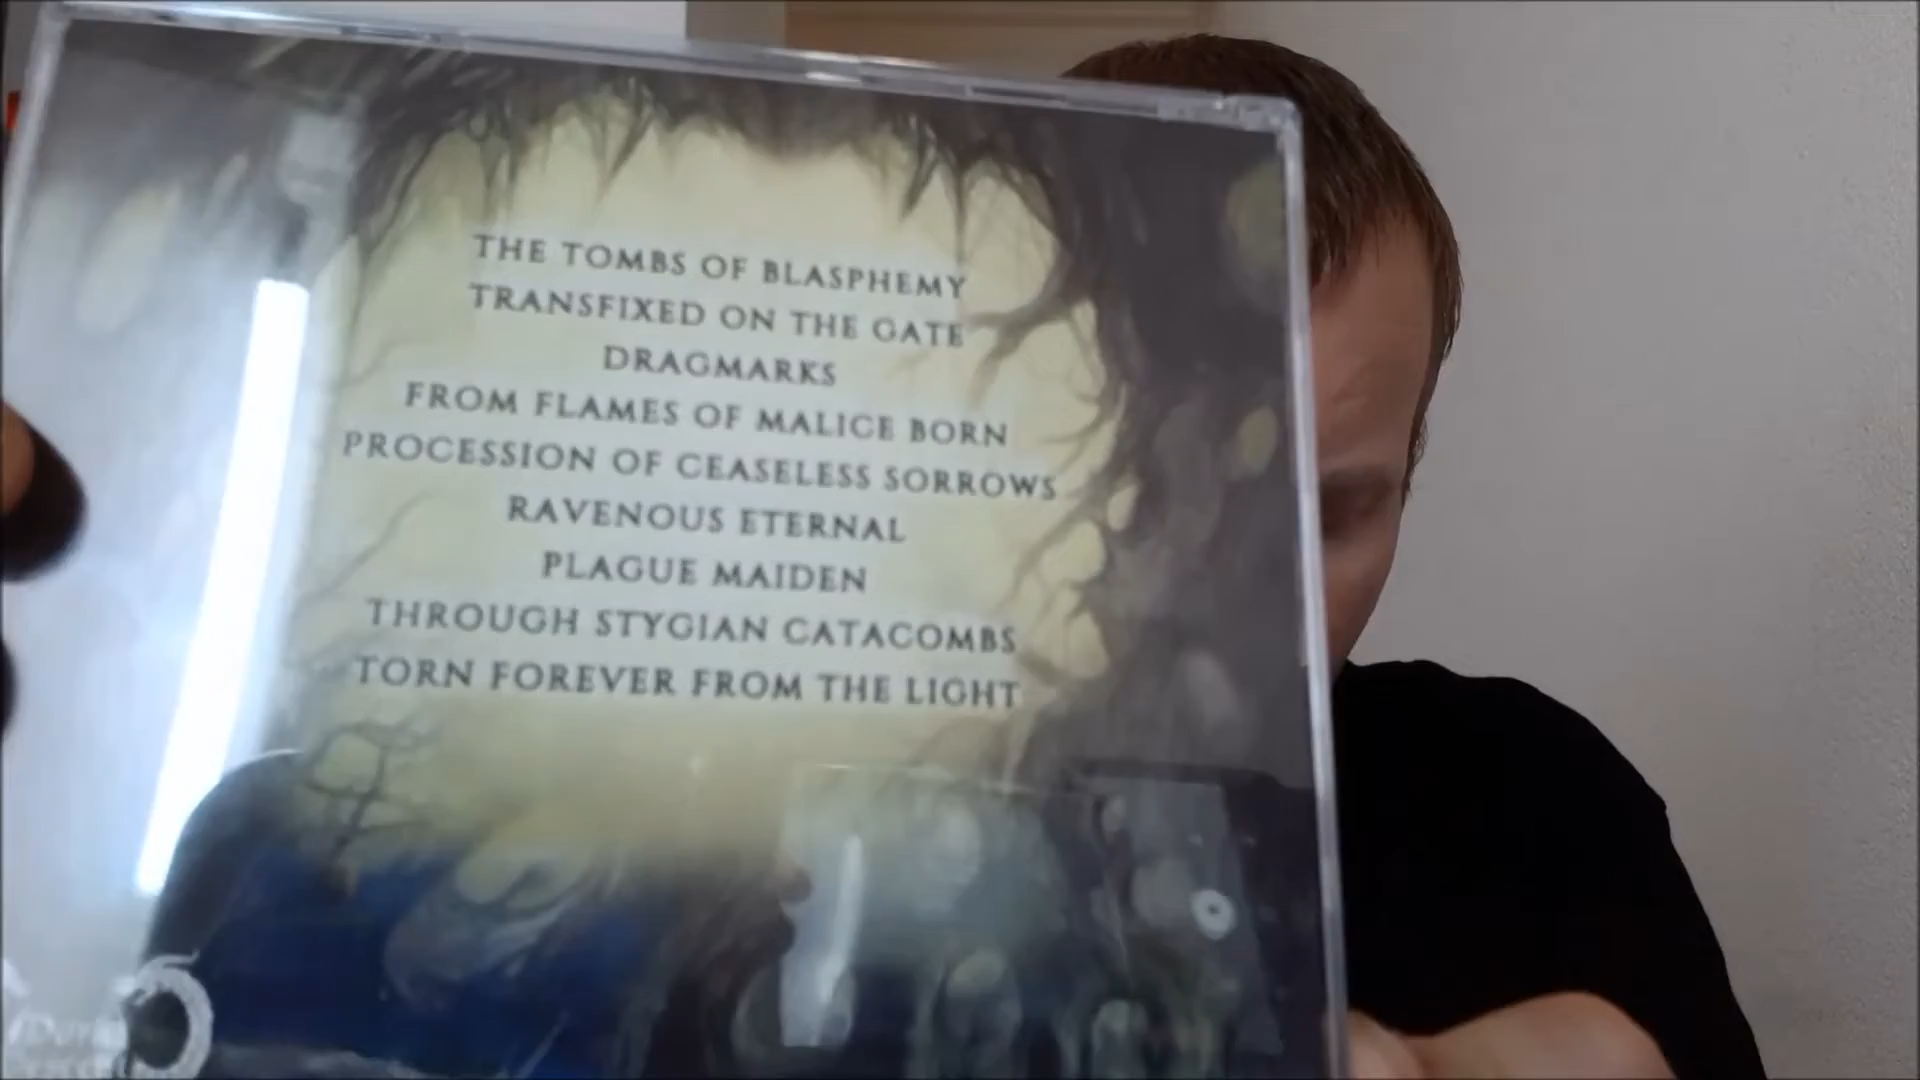 THE TOMBS OF BLASPHEMY
TRANSFIXED ON THE GATE
DRAGMARKS
FROM FLAMES OF MALICE BORN
PROCESSION OF CEASELESS SORROWS
RAVENOUS ETERNAL
PLAGUE MAIDEN
THROUGH STYGIAN CATACOMBS
TORN FOREVER FROM THE LIGHT